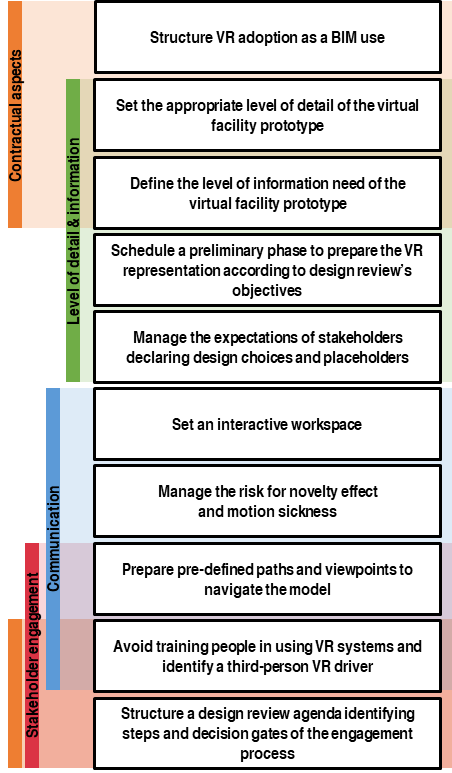 Contractual aspects
Structure VR adoption as a BIM use
Level of detail & information
Set the appropriate level of detail of the virtual
facility prototype
Define the level of information need of the
virtual facility prototype
Schedule a preliminary phase to prepare the VR
representation according to design review's
objectives
Manage the expectations of stakeholders
declaring design choices and placeholders
Communication
Set an interactive workspace
Manage the risk for novelty effect
and motion sickness
Stakeholder engagement
Prepare pre-defined paths and viewpoints to
navigate the model
Avoid training people in using VR systems and
identify a third-person VR driver
Structure a design review agenda identifying
steps and decision gates of the engagement
process